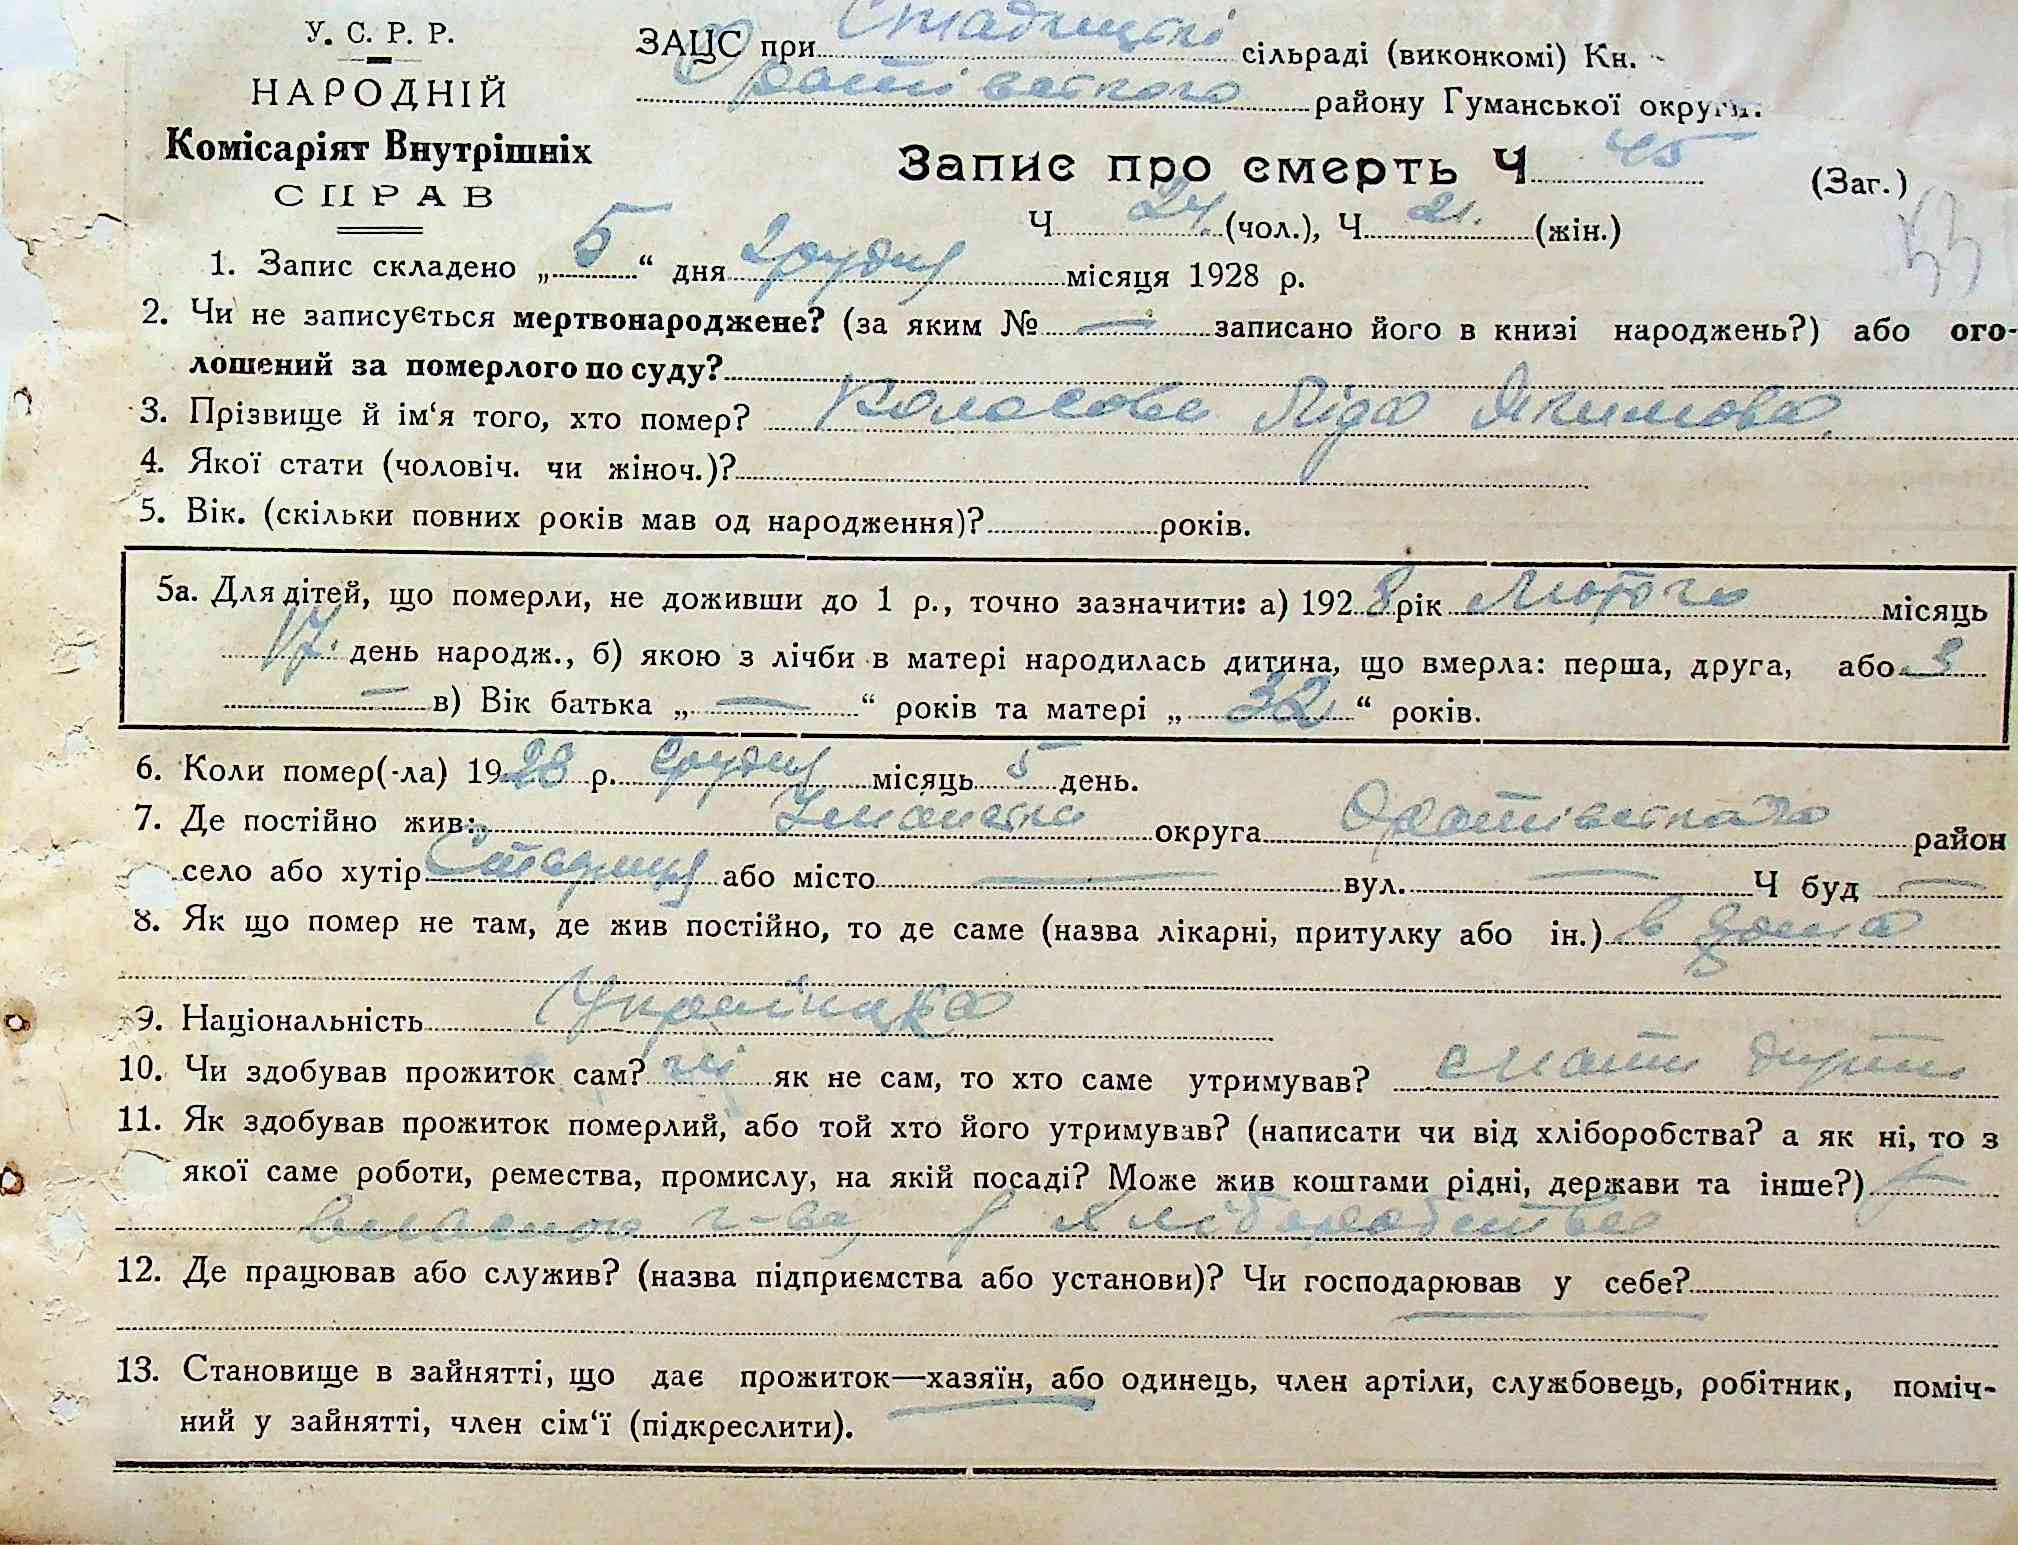 У. С. Р. Р.
НАРОДНІЙ
Комісаріят Внутрішніх
СПРАВ
ЗАЦС при Стадницькі сільраді (виконкомі) Кн.
Оратівського району Гуманської округи.
Запис про смерть Ч 45 (Заг.)
Ч 24 (чол.), Ч 21. (жін.)
53
1. Запис складено „ 5 “ дня Грудня місяця 1928 р.
2. Чи не записується мертвонароджене? (за яким № — записано його в книзі народжень?) або ого-
лошений за померлого по суду?
3. Прізвище й ім‘я того, хто помер? Ліда Якимова
4. Якої стати (чоловіч. чи жіноч.)?
5. Вік. (скільки повних років мав од народження)? років.
5а. Для дітей, що померли, не доживши до 1 р., точно зазначити: а) 1928 рік Лютого місяць
17 день народж., б) якою з лічби в матері народилась дитина, що вмерла: перша, друга, або 3
— в) Вік батька „ — “ років та матері „ 32 “ років.
6. Коли помер(-ла) 1928 р. грудня місяць 5 день.
7. Де постійно жив: Уманська округа Оратівського район
село або хутір Стадниця або місто — вул. — Ч буд —
8. Як що помер не там, де жив постійно, то де саме (назва лікарні, притулку або ін.) в дома
9. Національність Українка
10. Чи здобував прожиток сам? ні як не сам, то хто саме утримував? мати
11. Як здобував прожиток померлий, або той хто його утримував? (написати чи від хліборобства? а як ні, то з
якої саме роботи, ремества, промислу, на якій посаді? Може жив коштами рідні, держави та інше?)
г-ва, хліборобство
12. Де працював або служив? (назва підприємства або установи)? Чи господарював у себе?
13. Становище в зайнятті, що дає прожиток—хазяїн, або одинець, член артіли, службовець, робітник, поміч-
ний у зайнятті, член сім‘ї (підкреслити).